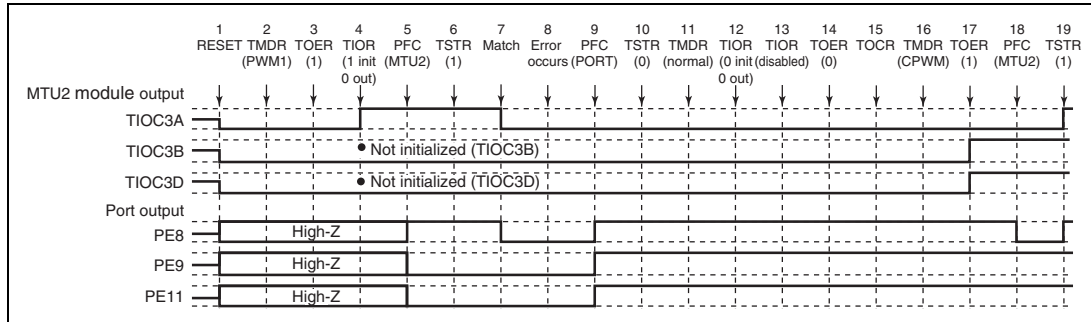 1 2 3 4 5 6 7 8 9 10 11 12 13 14 15 16 17 18 19
RESET TMDR TOER TIOR PFC TSTR Match Error PFC TSTR TMDR TIOR TIOR TOER TOCR TMDR TOER PFC TSTR
(PWM1) (1) (1 init (MTU2) (1) occurs (PORT) (0) (normal) (0 init (disabled) (0) (CPWM) (1) (MTU2) (1)
0 out) 0 out)
MTU2 module output
TIOC3A
TIOC3B • Not initialized (TIOC3B)
TIOC3D • Not initialized (TIOC3D)
Port output
PE8 High-Z
PE9 High-Z
PE11 High-Z